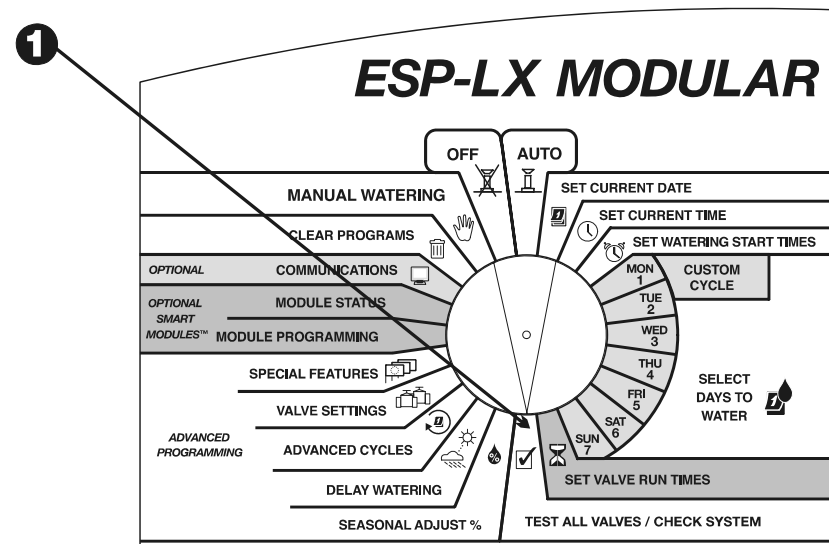 1
ESP-LX MODULAR
OFF
AUTO
MANUAL WATERING
SET CURRENT DATE
CLEAR PROGRAMS
SET CURRENT TIME
SET WATERING START TIMES
OPTIONAL
COMMUNICATIONS
MON
1
CUSTOM
CYCLE
OPTIONAL
SMART
MODULES™
MODULE STATUS
MODULE PROGRAMMING
TUE
2
WED
3
THU
4
FRI
5
SAT
6
SUN
7
SELECT
DAYS TO
WATER
1
SPECIAL FEATURES
VALVE SETTINGS
ADVANCED
PROGRAMMING
ADVANCED CYCLES
DELAY WATERING
SEASONAL ADJUST %
%
SET VALVE RUN TIMES
TEST ALL VALVES / CHECK SYSTEM